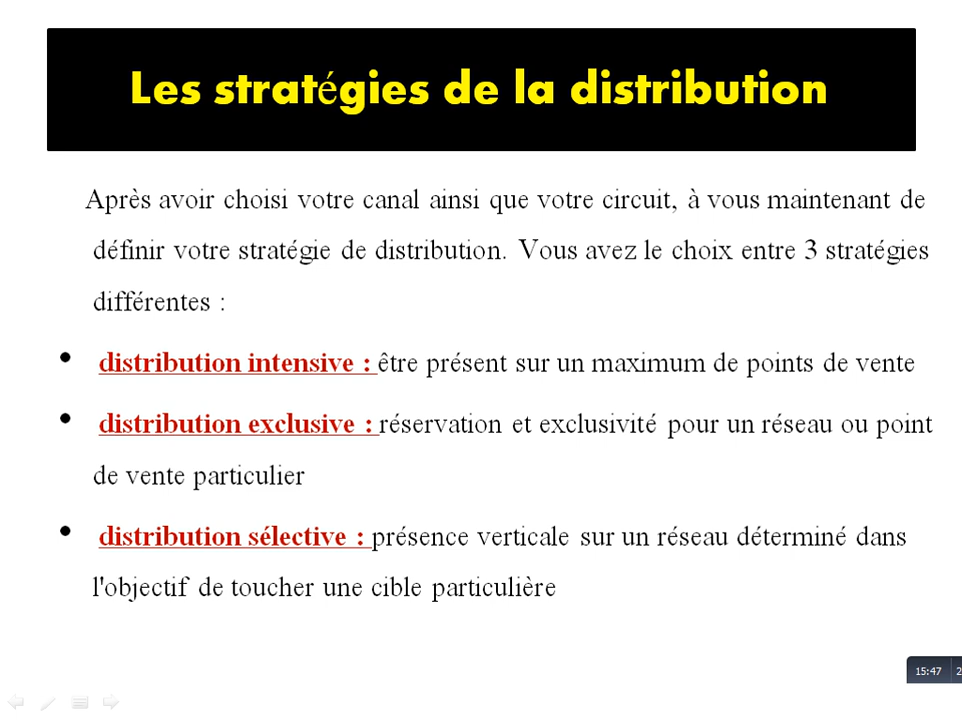 Les stratégies de la distribution
Après avoir choisi votre canal ainsi que votre circuit, à vous maintenant de
définir votre stratégie de distribution. Vous avez le choix entre 3 stratégies
différentes :
• distribution intensive : être présent sur un maximum de points de vente
• distribution exclusive : réservation et exclusivité pour un réseau ou point
de vente particulier
• distribution sélective : présence verticale sur un réseau déterminé dans
l'objectif de toucher une cible particulière
15:47 2